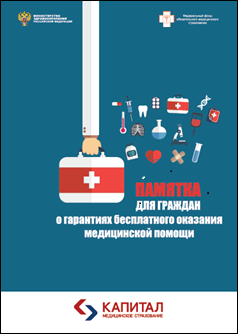 МИНИСТЕРСТВО
ЗДРАВООХРАНЕНИЯ
РОССИЙСКОЙ ФЕДЕРАЦИИ
Федеральный фонд
обязательного медицинского
страхования
ПАМЯТКА
ДЛЯ ГРАЖДАН
о гарантиях бесплатного оказания
медицинской помощи
КАПИТАЛ
МЕДИЦИНСКОЕ СТРАХОВАНИЕ